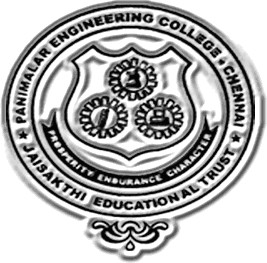 ★ PANIMALAR ENGINEERING COLLEGE ★ CHENNAI ★
PROSPERITY ENDURANCE CHARACTER
JAISAKTHI EDUCATIONAL TRUST